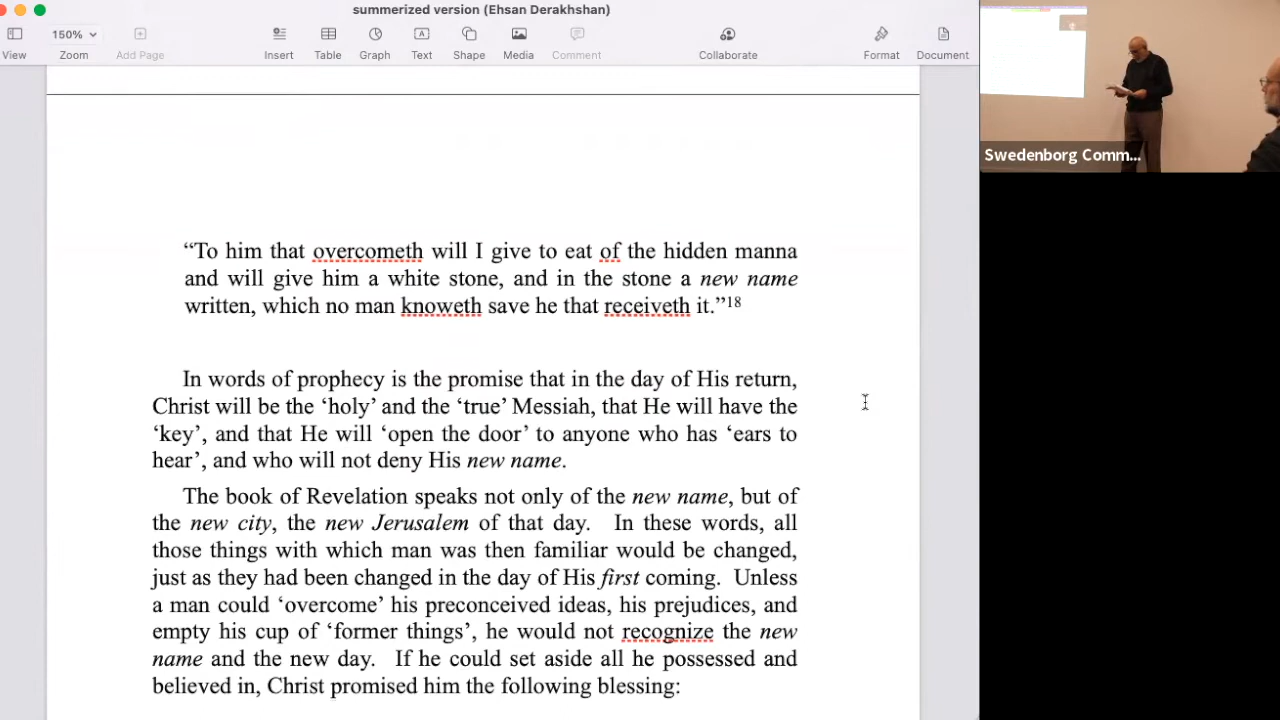 summerized version (Ehsan Derakhshan)
150%
View
Zoom
Add Page
Insert
Table
Graph
Text
Shape
Media
Comment
Collaborate
Format
Document
“To him that overcometh will I give to eat of the hidden manna
and will give him a white stone, and in the stone a new name
written, which no man knoweth save he that receiveth it.”18
In words of prophecy is the promise that in the day of His return,
Christ will be the ‘holy’ and the ‘true’ Messiah, that He will have the
‘key’, and that He will ‘open the door’ to anyone who has ‘ears to
hear’, and who will not deny His new name.
The book of Revelation speaks not only of the new name, but of
the new city, the new Jerusalem of that day. In these words, all
those things with which man was then familiar would be changed,
just as they had been changed in the day of His first coming. Unless
a man could ‘overcome’ his preconceived ideas, his prejudices, and
empty his cup of ‘former things’, he would not recognize the new
name and the new day. If he could set aside all he possessed and
believed in, Christ promised him the following blessing:
Swedenborg Comm...